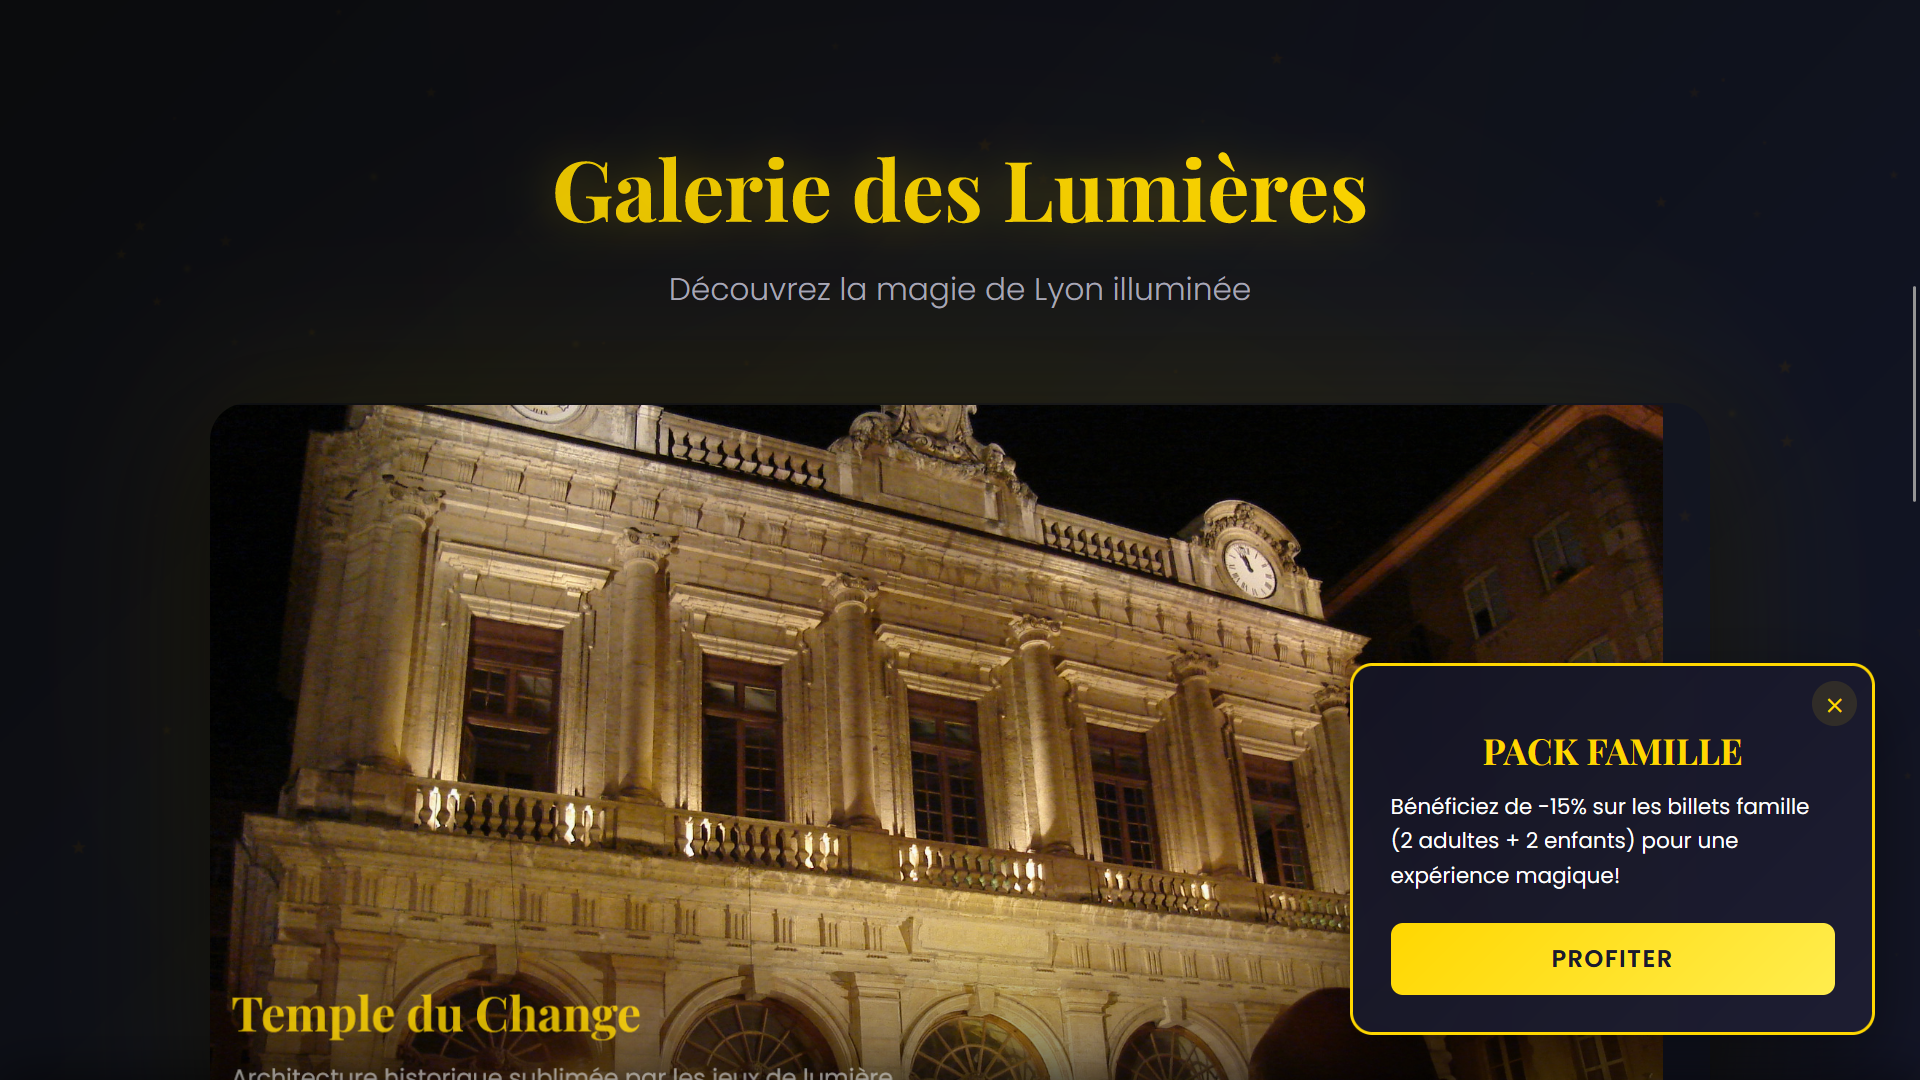 Galerie des Lumières
Découvrez la magie de Lyon illuminée
Temple du Change
Architecture historique sublimée par les jeux de lumière
×
PACK FAMILLE
Bénéficiez de -15% sur les billets famille
(2 adultes + 2 enfants) pour une
expérience magique!
PROFITER